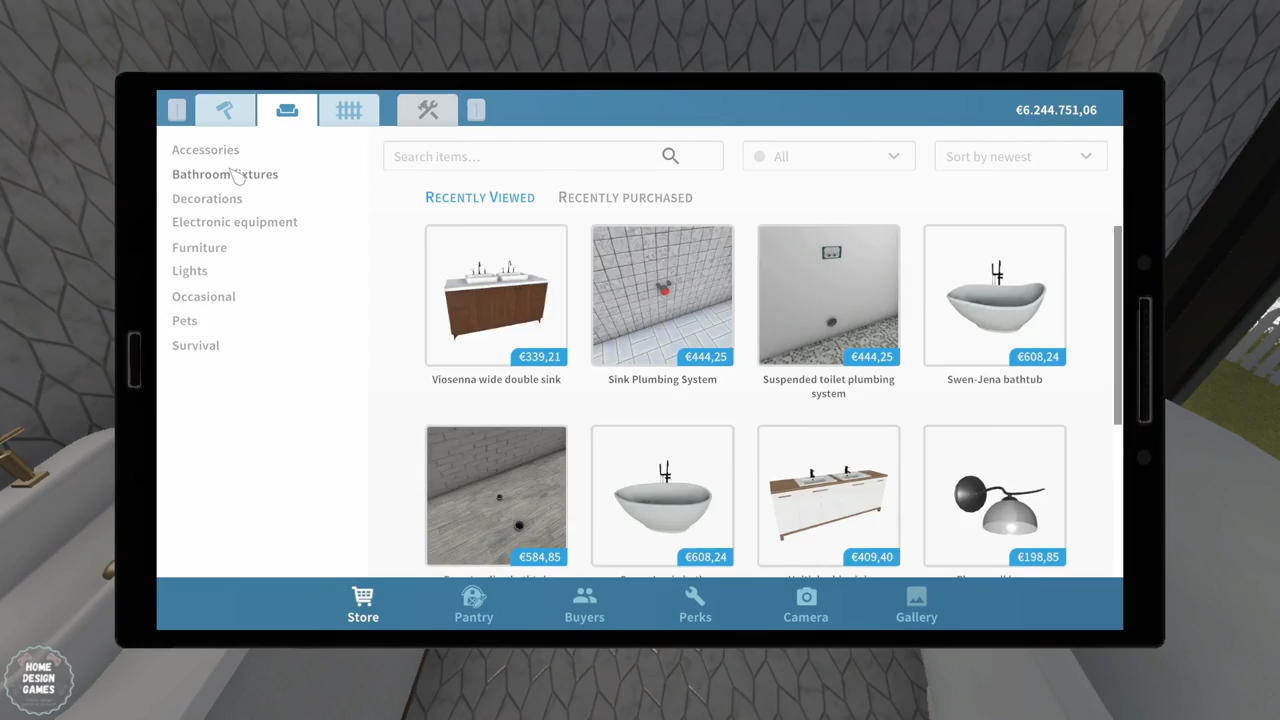 €6.244.751,06
Accessories
Bathroom fixtures
Decorations
Electronic equipment
Furniture
Lights
Occasional
Pets
Survival
Search items...
All
Sort by newest
RECENTLY VIEWED
RECENTLY PURCHASED
€339,21
€444,25
€444,25
€608,24
Viosenna wide double sink
Sink Plumbing System
Suspended toilet plumbing
system
Swen-Jena bathtub
€584,85
€608,24
€409,40
€198,85
Store
Pantry
Buyers
Perks
Camera
Gallery
HOME
DESIGN
GAMES